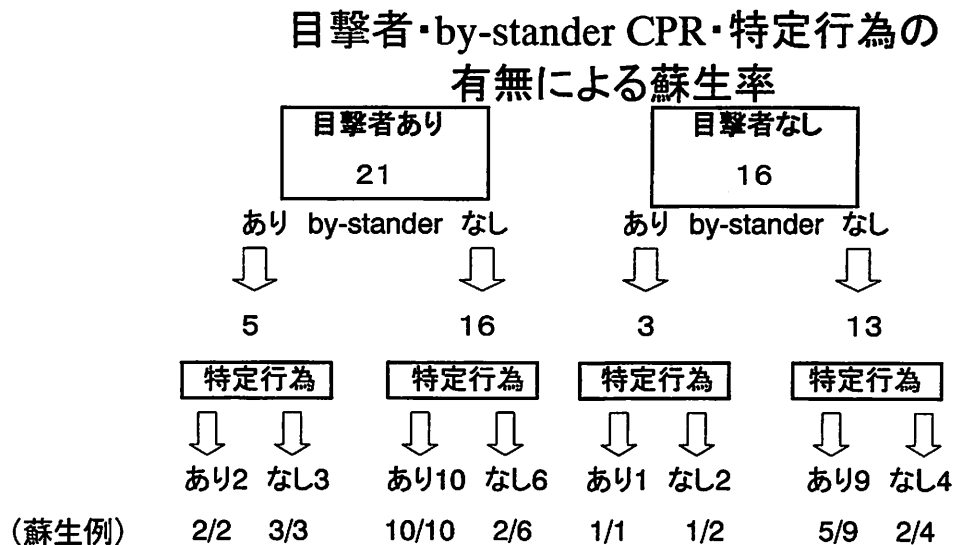 目撃者・by-stander CPR・特定行為の
有無による蘇生率
目撃者あり 目撃者なし
21 16
あり by-stander なし あり by-stander なし
5 16 3 13
特定行為 特定行為 特定行為 特定行為
あり2 なし3 あり10 なし6 あり1 なし2 あり9 なし4
(蘇生例) 2/2 3/3 10/10 2/6 1/1 1/2 5/9 2/4